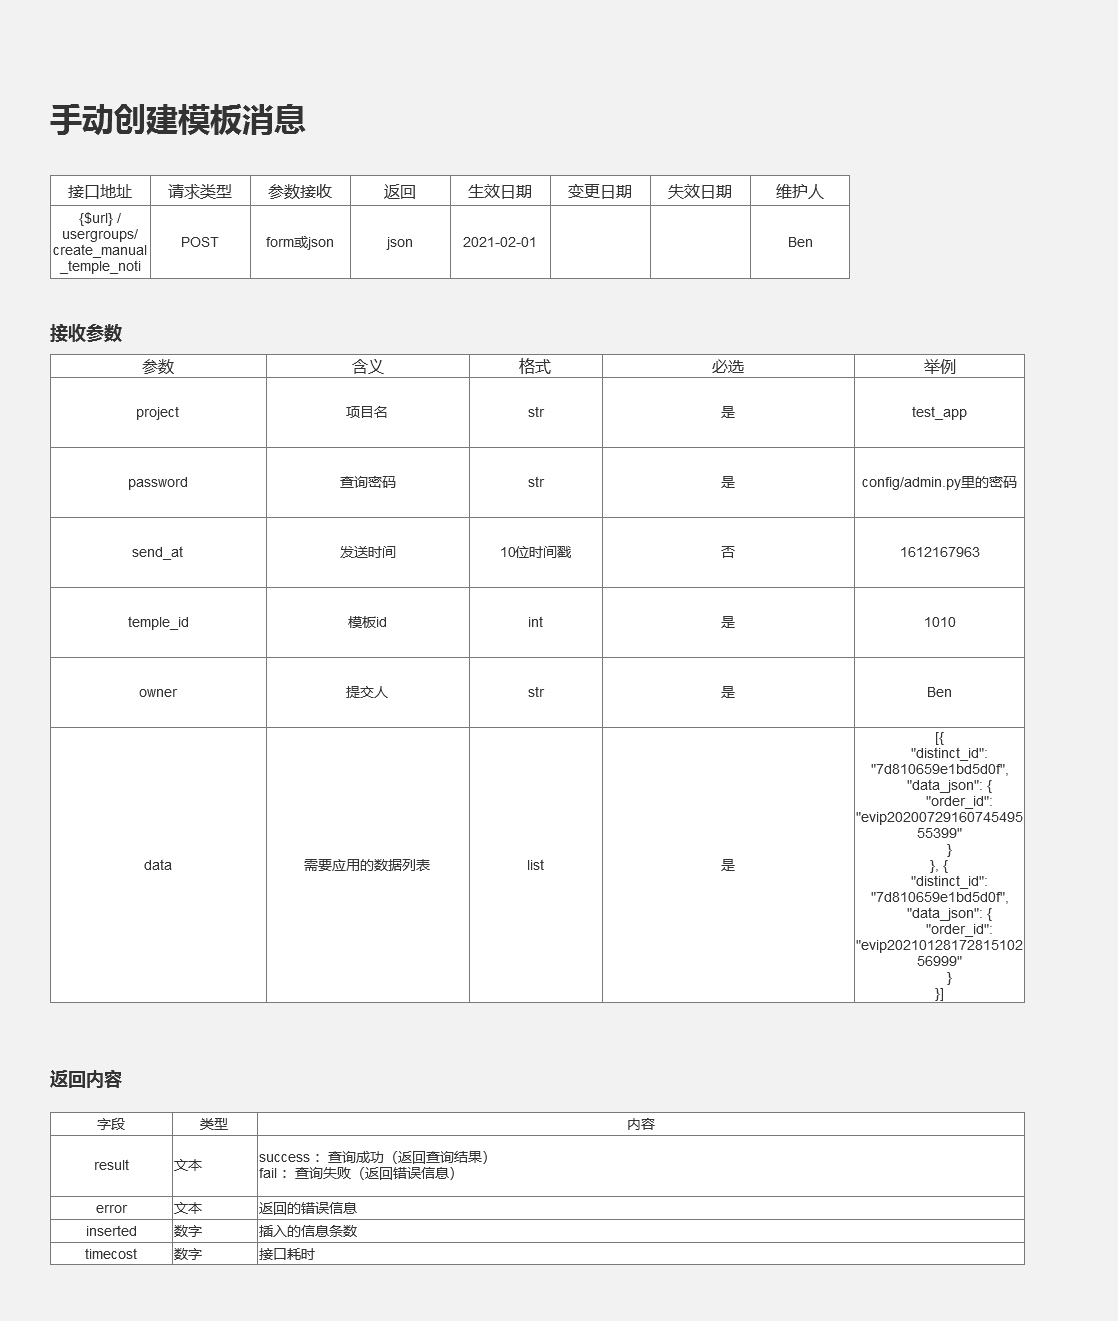 手动创建模板消息
接口地址 请求类型 参数接收 返回 生效日期 变更日期 失效日期 维护人
{$url} /
usergroups/
create_manual
_temple_noti
POST form或json json 2021-02-01 Ben
接收参数
参数 含义 格式 必选 举例
project 项目名 str 是 test_app
password 查询密码 str 是 config/admin.py里的密码
send_at 发送时间 10位时间戳 否 1612167963
temple_id 模板id int 是 1010
owner 提交人 str 是 Ben
data 需要应用的数据列表 list 是
[{
"distinct_id":
"7d810659e1bd5d0f",
"data_json": {
"order_id":
"evip20200729160745495
55399"
}
}, {
"distinct_id":
"7d810659e1bd5d0f",
"data_json": {
"order_id":
"evip20210128172815102
56999"
}
}]
返回内容
字段 类型 内容
result 文本
success： 查询成功（返回查询结果）
fail： 查询失败（返回错误信息）
error 文本 返回的错误信息
inserted 数字 插入的信息条数
timecost 数字 接口耗时